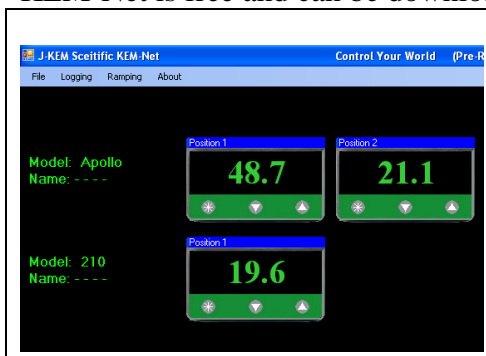 KEM-Net is free and can be downlo
J-KEM Sceitific KEM-Net Control Your World (Pre-R
File Logging Ramping About
Position 1 Position 2
Model: Apollo
Name: - - - -
48.7 21.1
Position 1
Model: 210
Name: - - - -
19.6